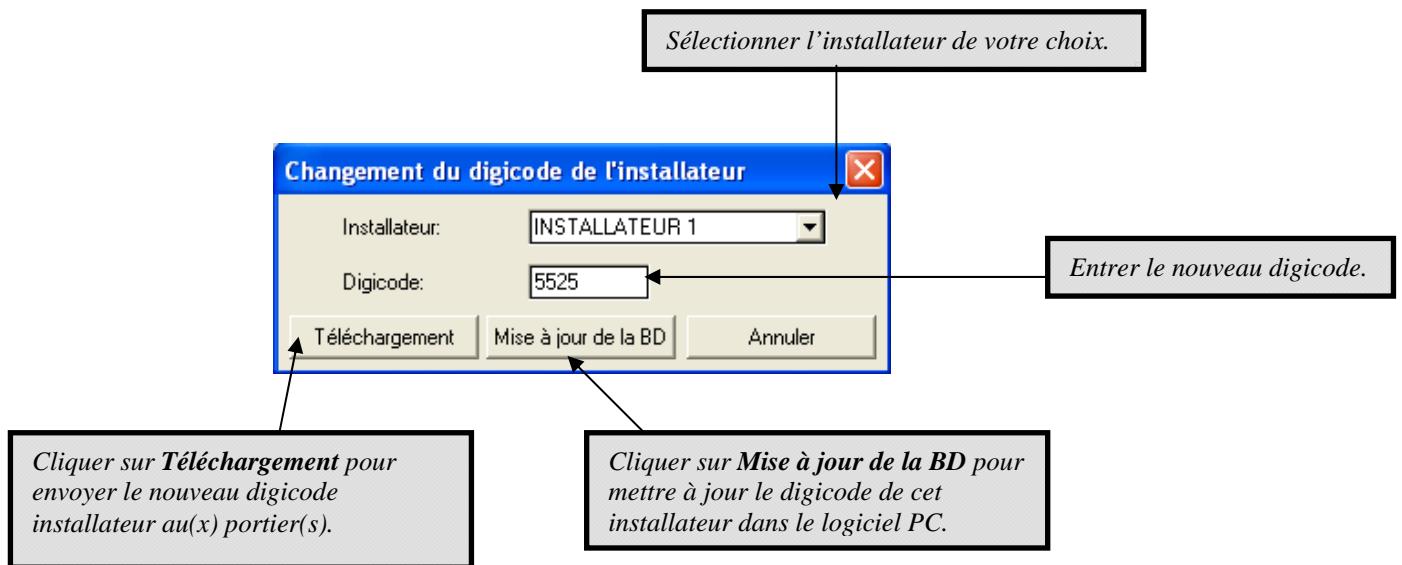 Sélectionner l’installateur de votre choix.
Changement du digicode de l'installateur
Installateur:
INSTALLATEUR 1
Digicode:
5525
Entrer le nouveau digicode.
Téléchargement
Mise à jour de la BD
Annuler
Cliquer sur Téléchargement pour
envoyer le nouveau digicode
installateur au(x) portier(s).
Cliquer sur Mise à jour de la BD pour
mettre à jour le digicode de cet
installateur dans le logiciel PC.